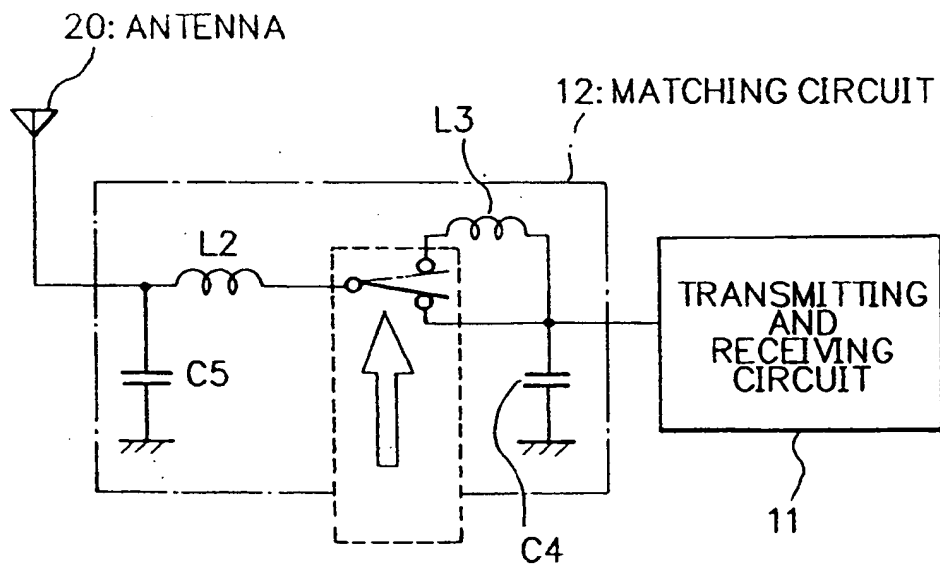 20: ANTENNA
12: MATCHING CIRCUIT
L3
L2
C5
C4
TRANSMITTING
AND
RECEIVING
CIRCUIT
11